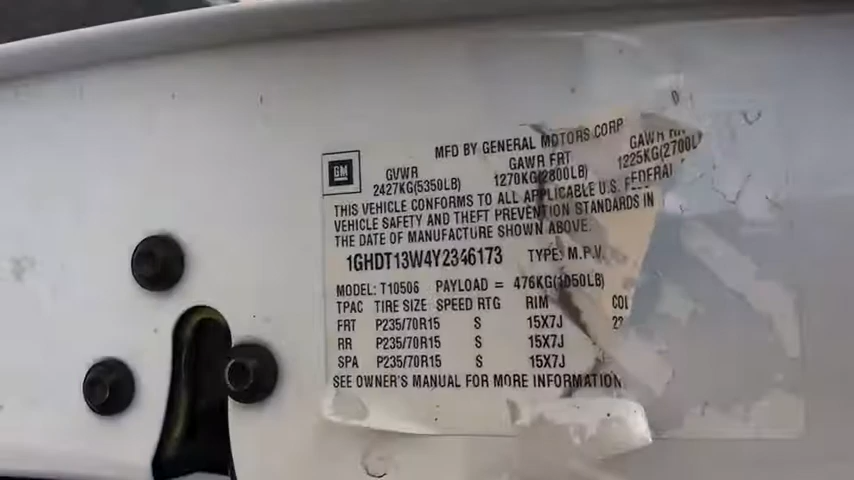 MFD BY GENERAL MOTORS CORP
GM
GVWR GAWR FRT GAWR RR
2427KG(5350LB) 1270KG(2800LB) 1225KG(2700L
THIS VEHICLE CONFORMS TO ALL APPLICABLE U.S. FEDERAL
VEHICLE SAFETY AND THEFT PREVENTION STANDARDS IN
THE DATE OF MANUFACTURE SHOWN ABOVE.
1GHDT13W4Y2346173 TYPE: M.P.V.
MODEL: T10506 PAYLOAD = 476KG(1050LB)
TPAC TIRE SIZE SPEED RTG RIM COL
FRT P235/70R15 S 15X7J
RR P235/70R15 S 15X7J
SPA P235/70R15 S 15X7J
SEE OWNER'S MANUAL FOR MORE INFORMATION